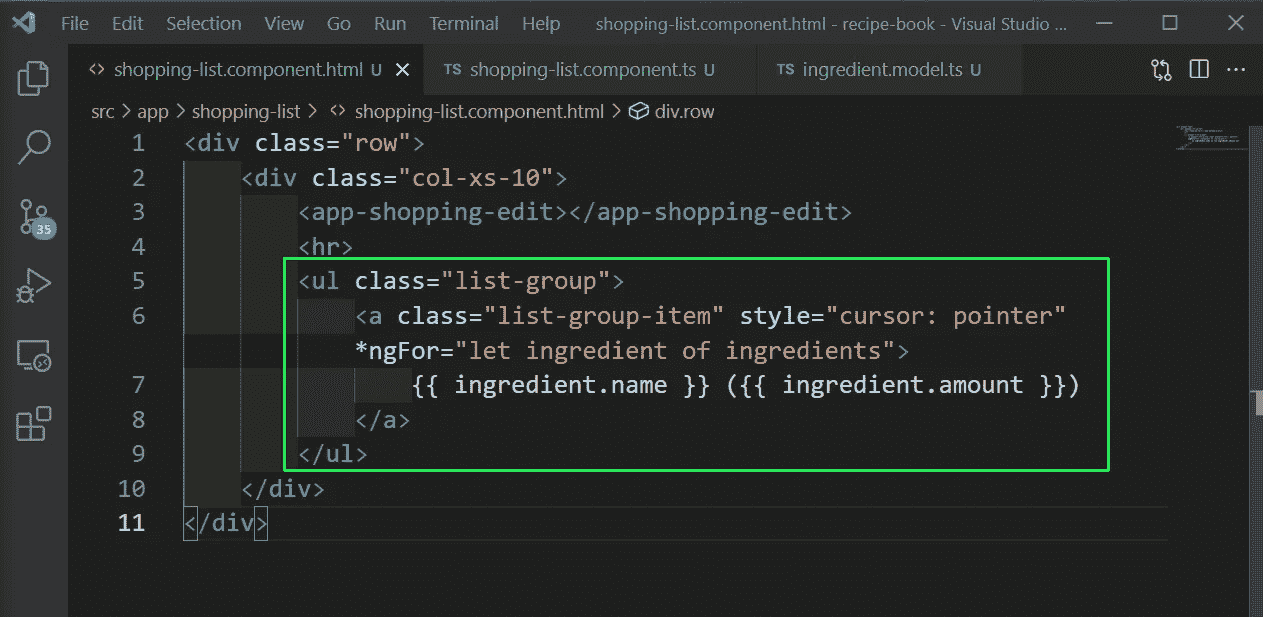 File Edit Selection View Go Run Terminal Help shopping-list.component.html - recipe-book - Visual Studio ...
<> shopping-list.component.html U TS shopping-list.component.ts U TS ingredient.model.ts U
src > app > shopping-list > <> shopping-list.component.html > div.row
1 <div class="row">
2 <div class="col-xs-10">
3 <app-shopping-edit></app-shopping-edit>
4 <hr>
5 <ul class="list-group">
6 <a class="list-group-item" style="cursor: pointer"
*ngFor="let ingredient of ingredients">
7 {{ ingredient.name }} ({{ ingredient.amount }})
8 </a>
9 </ul>
10 </div>
11 </div>
35